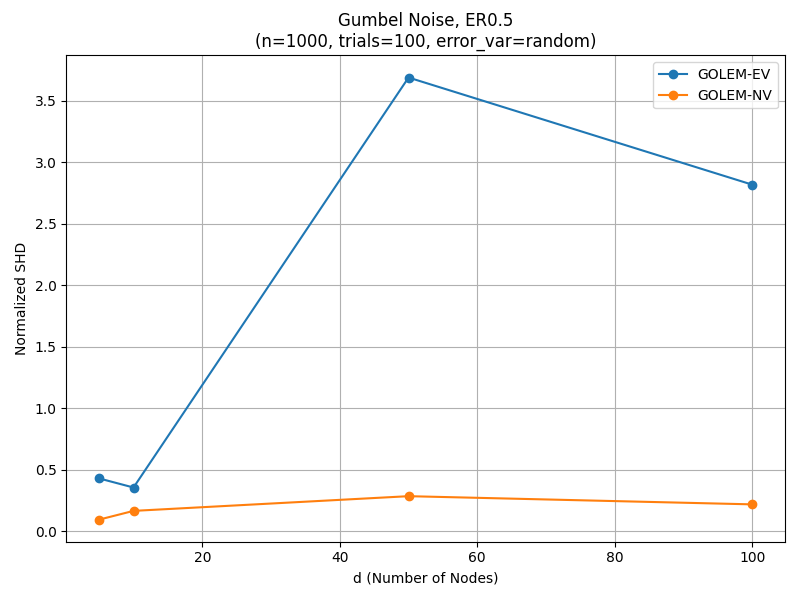 Gumbel Noise, ER0.5
(n=1000, trials=100, error_var=random)
GOLEM-EV
GOLEM-NV
Normalized SHD
3.5
3.0
2.5
2.0
1.5
1.0
0.5
0.0
20 40 60 80 100
d (Number of Nodes)